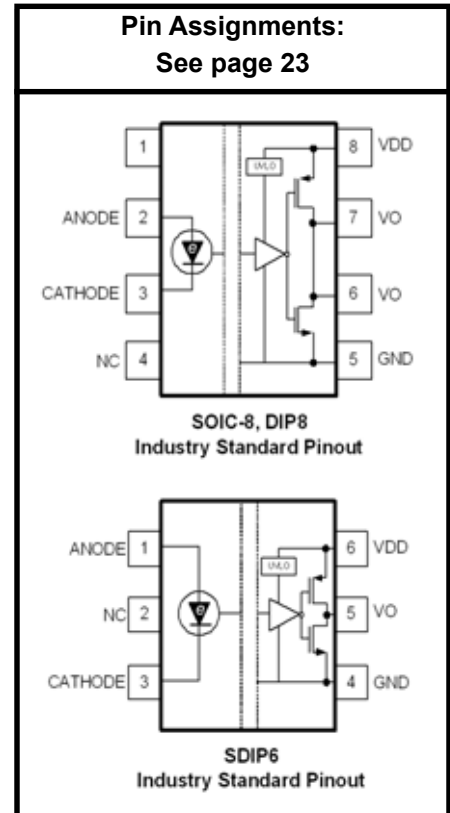 Pin Assignments:
See page 23
1
8 VDD
UVLO
ANODE 2
7 VO
e
CATHODE 3
6 VO
NC 4
5 GND
SOIC-8, DIP8
Industry Standard Pinout
ANODE 1
6 VDD
UVLO
NC 2
e
5 VO
CATHODE 3
4 GND
SDIP6
Industry Standard Pinout